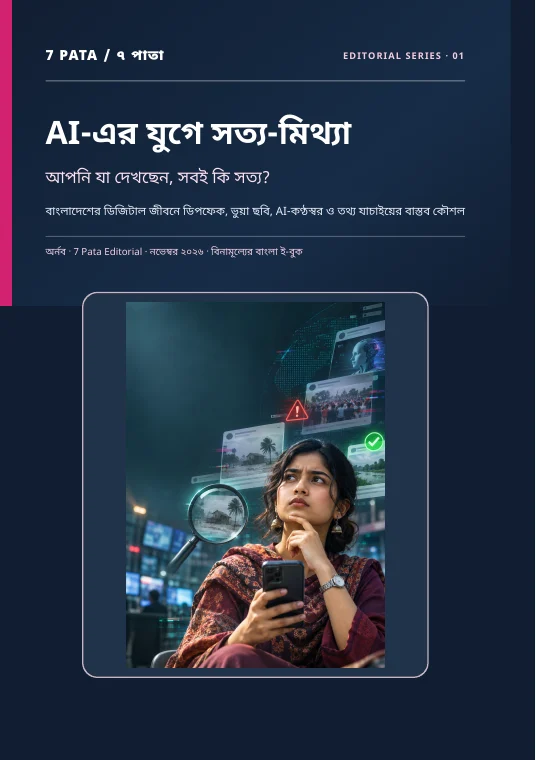 7 PATA / ৭ পাতা
EDITORIAL SERIES · 01
AI-এর যুগে সত্য-মিথ্যা
আপনি যা দেখছেন, সবই কি সত্য?
বাংলাদেশের ডিজিটাল জীবনে ডিপফেক, ভুয়া ছবি, AI-কণ্ঠস্বর ও তথ্য যাচাইয়ের বাস্তব কৌশল
অর্নব · 7 Pata Editorial · নভেম্বর ২০২৬ · বিনামূল্যের বাংলা ই-বুক